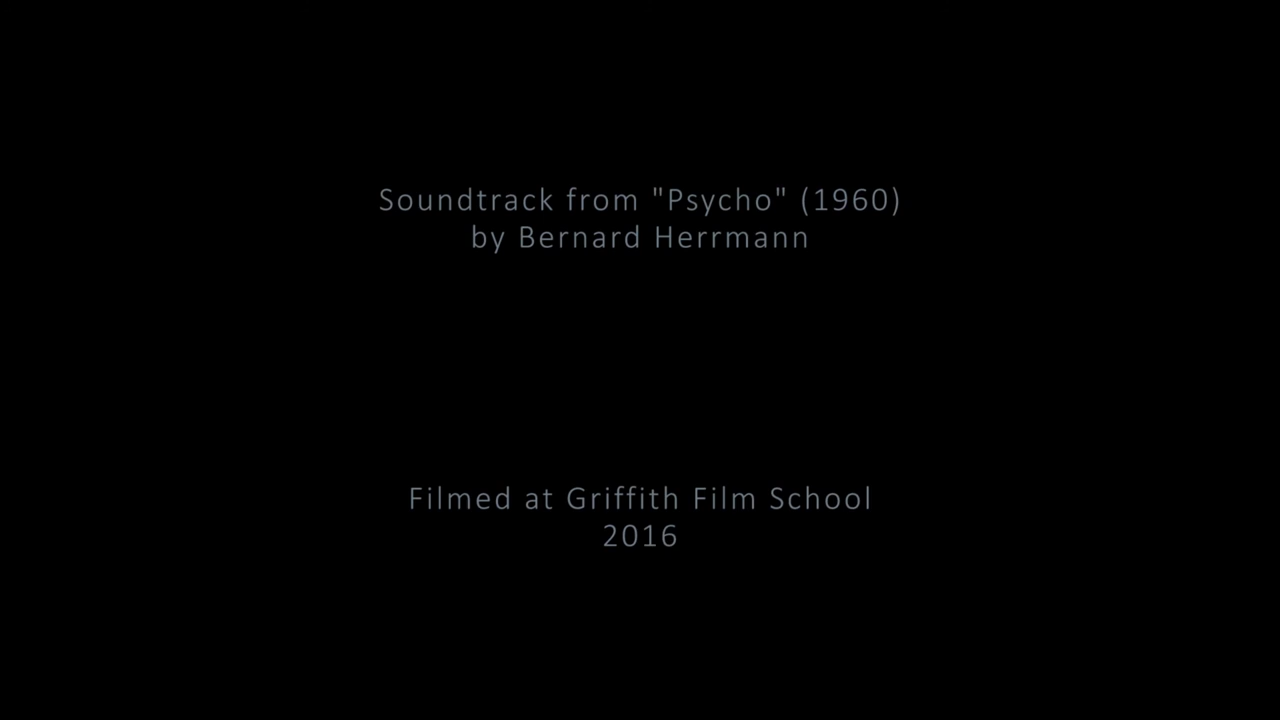 Soundtrack from "Psycho" (1960)
by Bernard Herrmann
Filmed at Griffith Film School
2016